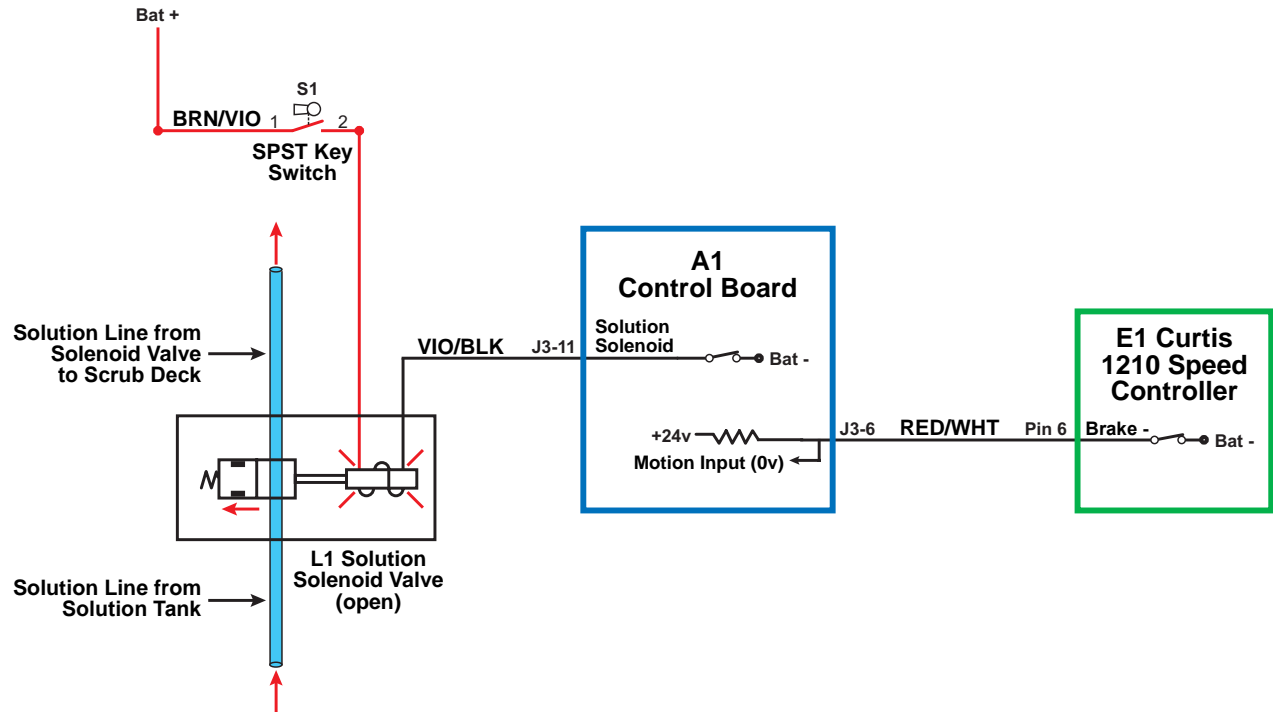 Bat +
S1
BRN/VIO 1 2
SPST Key
Switch
A1
Control Board
Solution
Solenoid
VIO/BLK J3-11
Bat -
+24v
Motion Input (0v)
J3-6 RED/WHT Pin 6
E1 Curtis
1210 Speed
Controller
Brake -
Bat -
Solution Line from
Solenoid Valve
to Scrub Deck
L1 Solution
Solenoid Valve
(open)
Solution Line from
Solution Tank